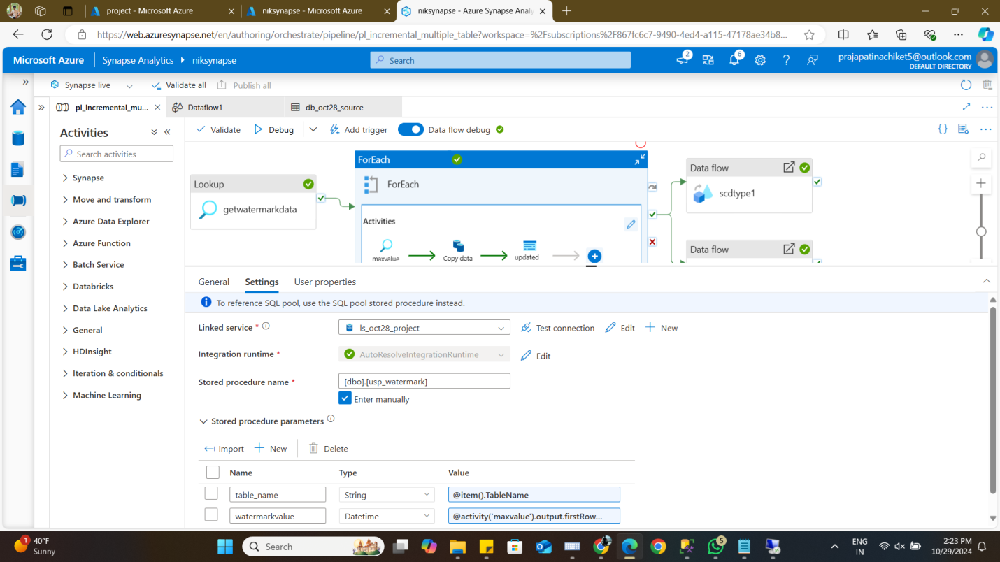 project - Microsoft Azure
niksynapse - Microsoft Azure
niksynapse - Azure Synapse Analy
https://web.azuresynapse.net/en/authoring/orchestrate/pipeline/pl_incremental_multiple_table?workspace=%2Fsubscriptions%2F867fc6c7-9490-4ed4-a115-47178ae34b8...
Microsoft Azure
Synapse Analytics
niksynapse
Search
2
6
prajapatinachiket5@outlook.com
DEFAULT DIRECTORY
Synapse live
Validate all
Publish all
pl_incremental_mu...
Dataflow1
db_oct28_source
Activities
Search activities
Synapse
Move and transform
Azure Data Explorer
Azure Function
Batch Service
Databricks
Data Lake Analytics
General
HDInsight
Iteration & conditionals
Machine Learning
Validate
Debug
Add trigger
Data flow debug
Lookup
getwatermarkdata
ForEach
ForEach
Activities
maxvalue
Copy data
updated
Data flow
scdtype1
Data flow
General
Settings
User properties
To reference SQL pool, use the SQL pool stored procedure instead.
Linked service *
ls_oct28_project
Test connection
Edit
New
Integration runtime *
AutoResolveIntegrationRuntime
Edit
Stored procedure name *
[dbo].[usp_watermark]
Enter manually
Stored procedure parameters
Import
New
Delete
Name Type Value
table_name String @item().TableName
watermarkvalue Datetime @activity('maxvalue').output.firstRow...
1
40°F
Sunny
Search
5
ENG
IN
2:23 PM
10/29/2024